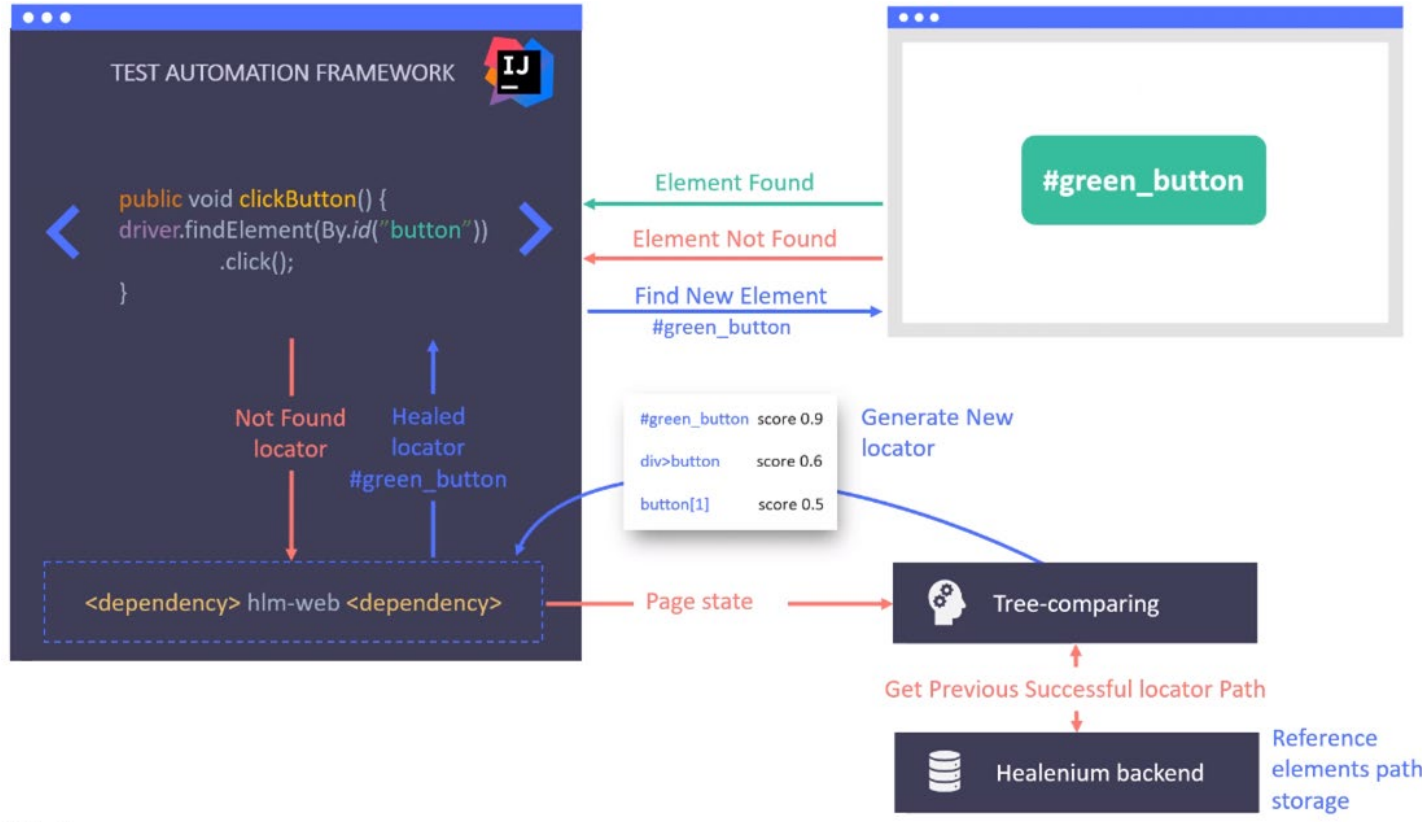 TEST AUTOMATION FRAMEWORK
IJ
public void clickButton() {
driver.findElement(By.id("button"))
.click();
}
Element Found
Element Not Found
Find New Element
#green_button
#green_button
Not Found
locator
Healed
locator
#green_button
#green_button score 0.9
div>button score 0.6
button[1] score 0.5
Generate New
locator
<dependency> hlm-web <dependency>
Page state
Tree-comparing
Get Previous Successful locator Path
Healenium backend
Reference
elements path
storage